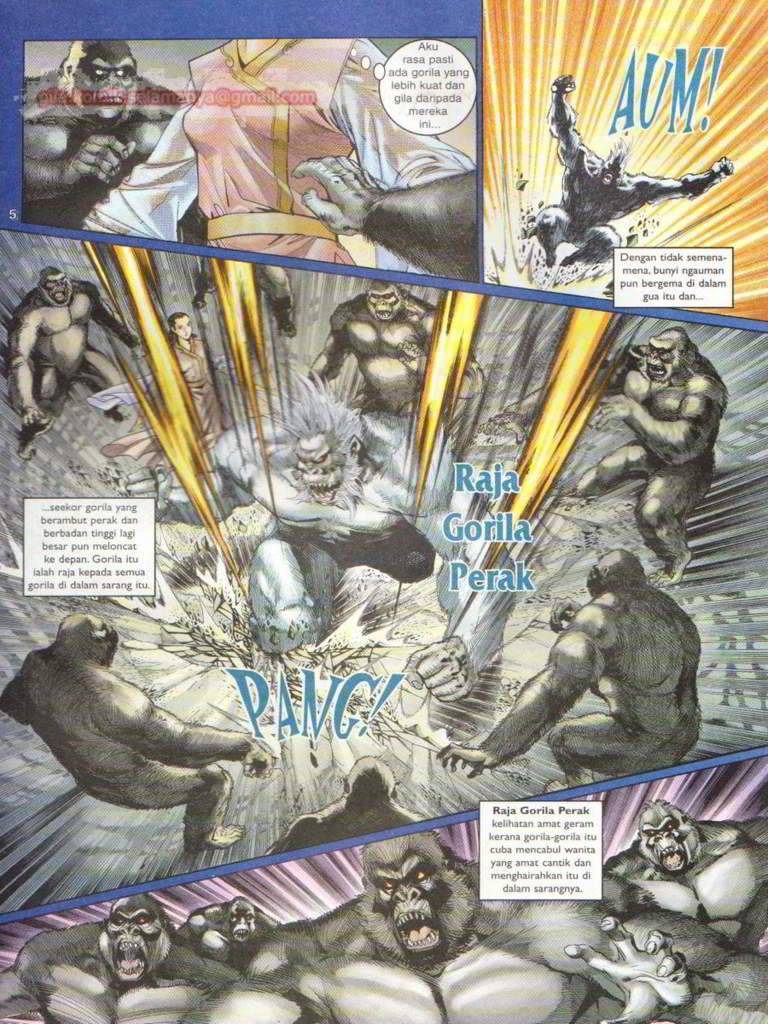 Aku
rasa pasti
ada gorila yang
lebih kuat dan
gila daripada
mereka
ini...
AUM!
Dengan tidak semena-
mena, bunyi ngauman
pun bergema di dalam
gua itu dan...
5
...seekor gorila yang
berambut perak dan
berbadan tinggi lagi
besar pun meloncat
ke depan. Gorila itu
ialah raja kepada semua
gorila di dalam sarang itu.
Raja
Gorila
Perak
PANG!
Raja Gorila Perak
kelihatan amat geram
kerana gorila-gorila itu
cuba mencabul wanita
yang amat cantik dan
menghairahkan itu di
dalam sarangnya.